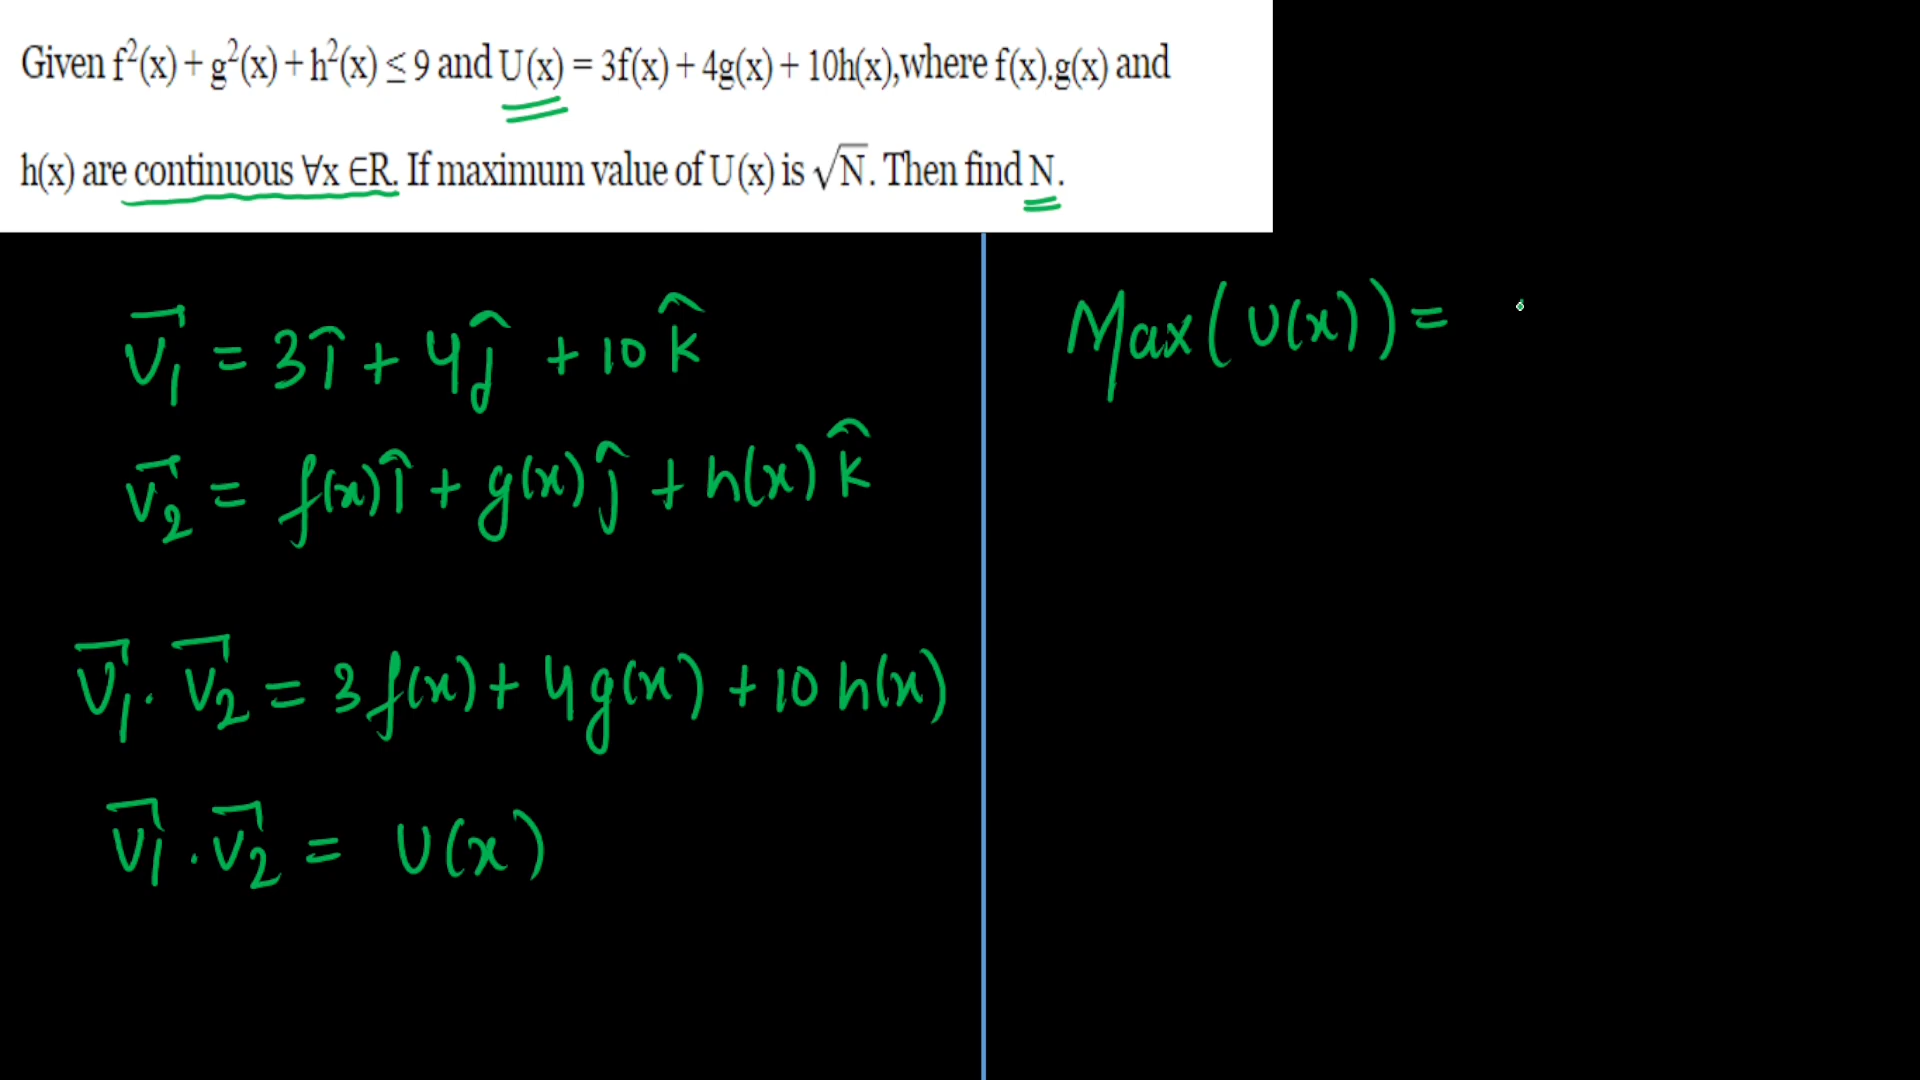 Given f²(x) + g²(x) + h²(x) ≤ 9 and U(x) = 3f(x) + 4g(x) + 10h(x),where f(x).g(x) and
h(x) are continuous ∀x ∈R. If maximum value of U(x) is √N. Then find N.
V⃗₁ = 3î + 4ĵ + 10k̂
V⃗₂ = f(x)î + g(x)ĵ + h(x)k̂
V⃗₁ . V⃗₂ = 3f(x) + 4g(x) + 10h(x)
V⃗₁ . V⃗₂ = U(x)
Max(U(x)) =